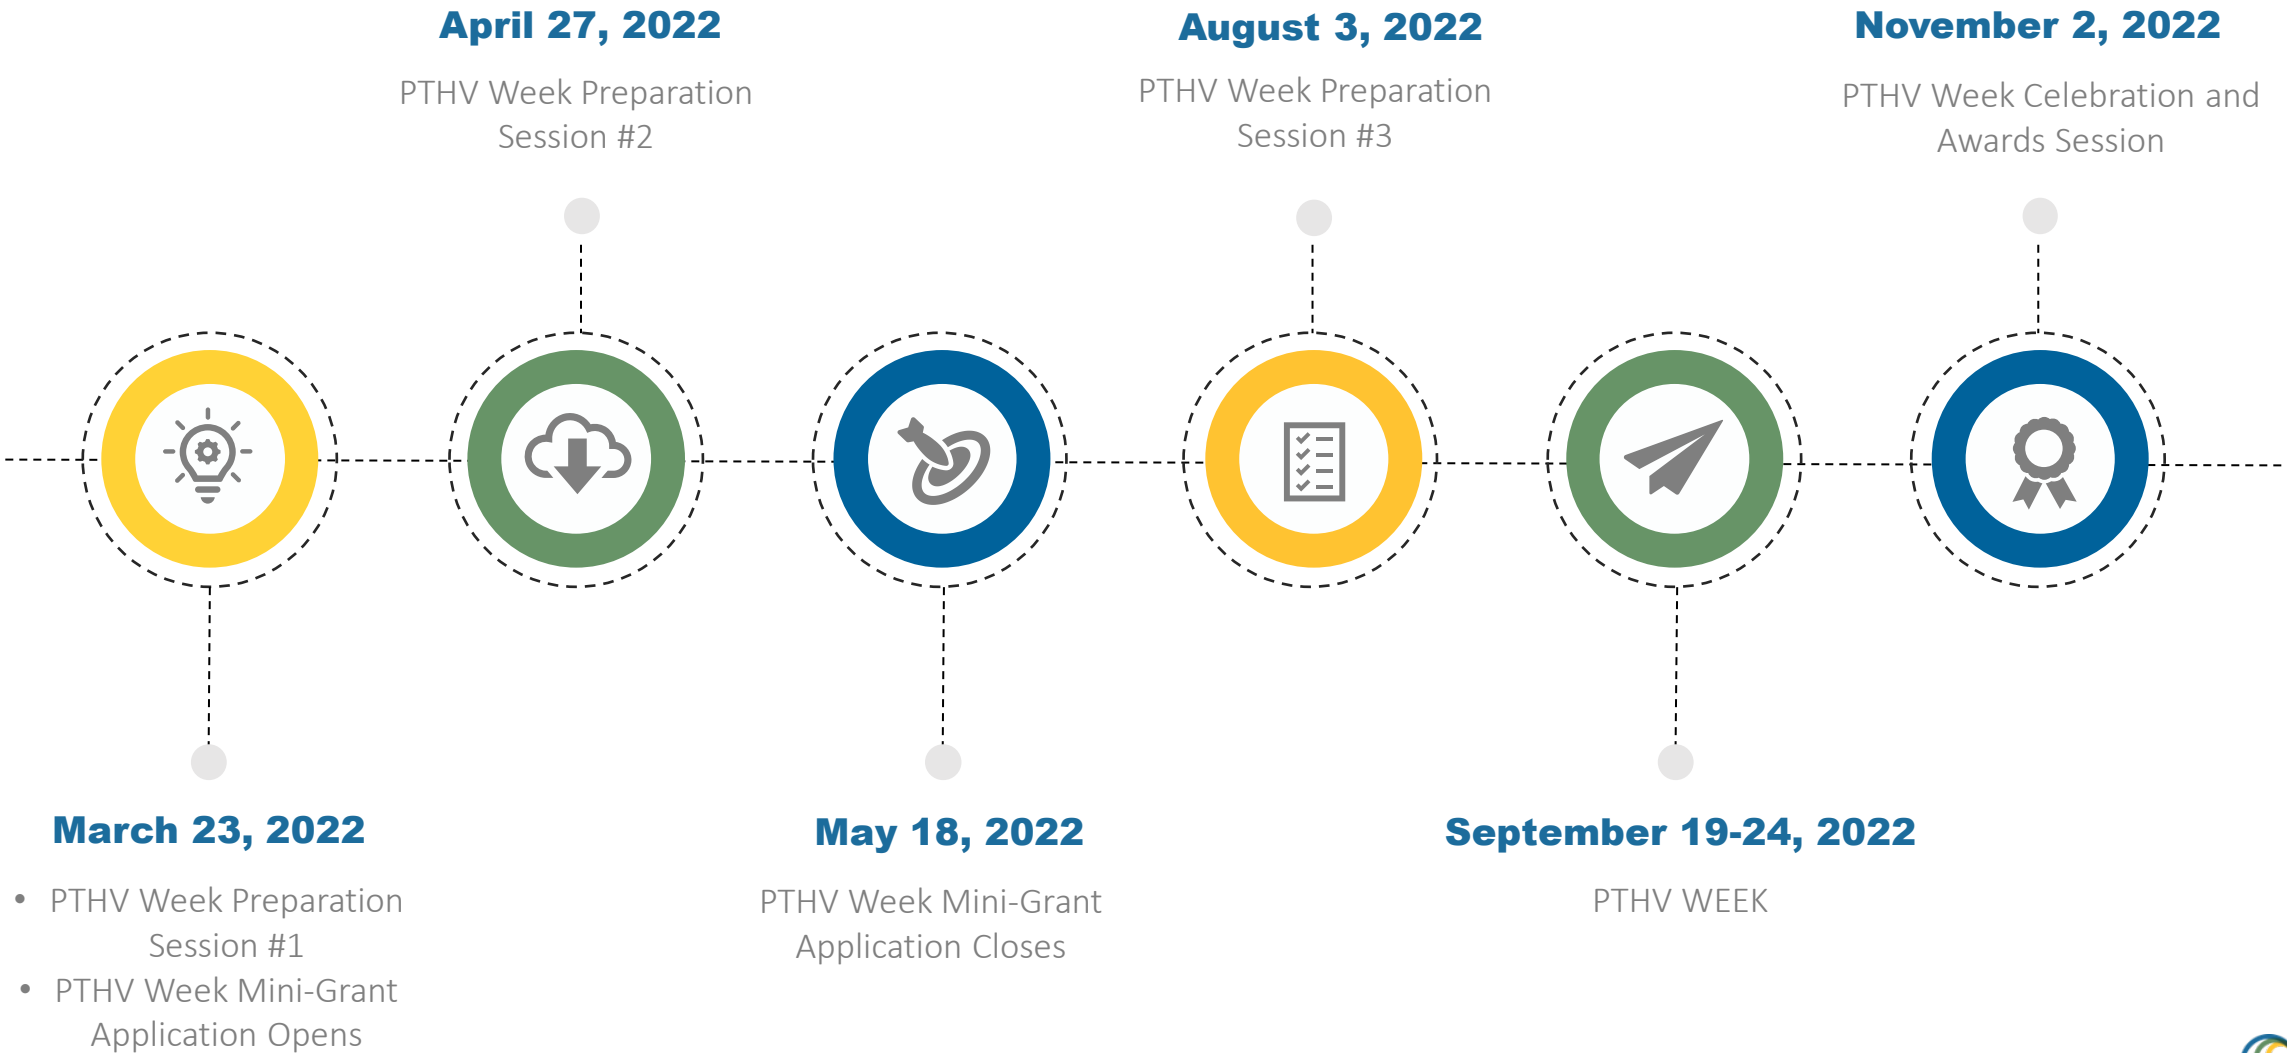 April 27, 2022
PTHV Week Preparation
Session #2
August 3, 2022
PTHV Week Preparation
Session #3
November 2, 2022
PTHV Week Celebration and
Awards Session
March 23, 2022
• PTHV Week Preparation
Session #1
• PTHV Week Mini-Grant
Application Opens
May 18, 2022
PTHV Week Mini-Grant
Application Closes
September 19-24, 2022
PTHV WEEK